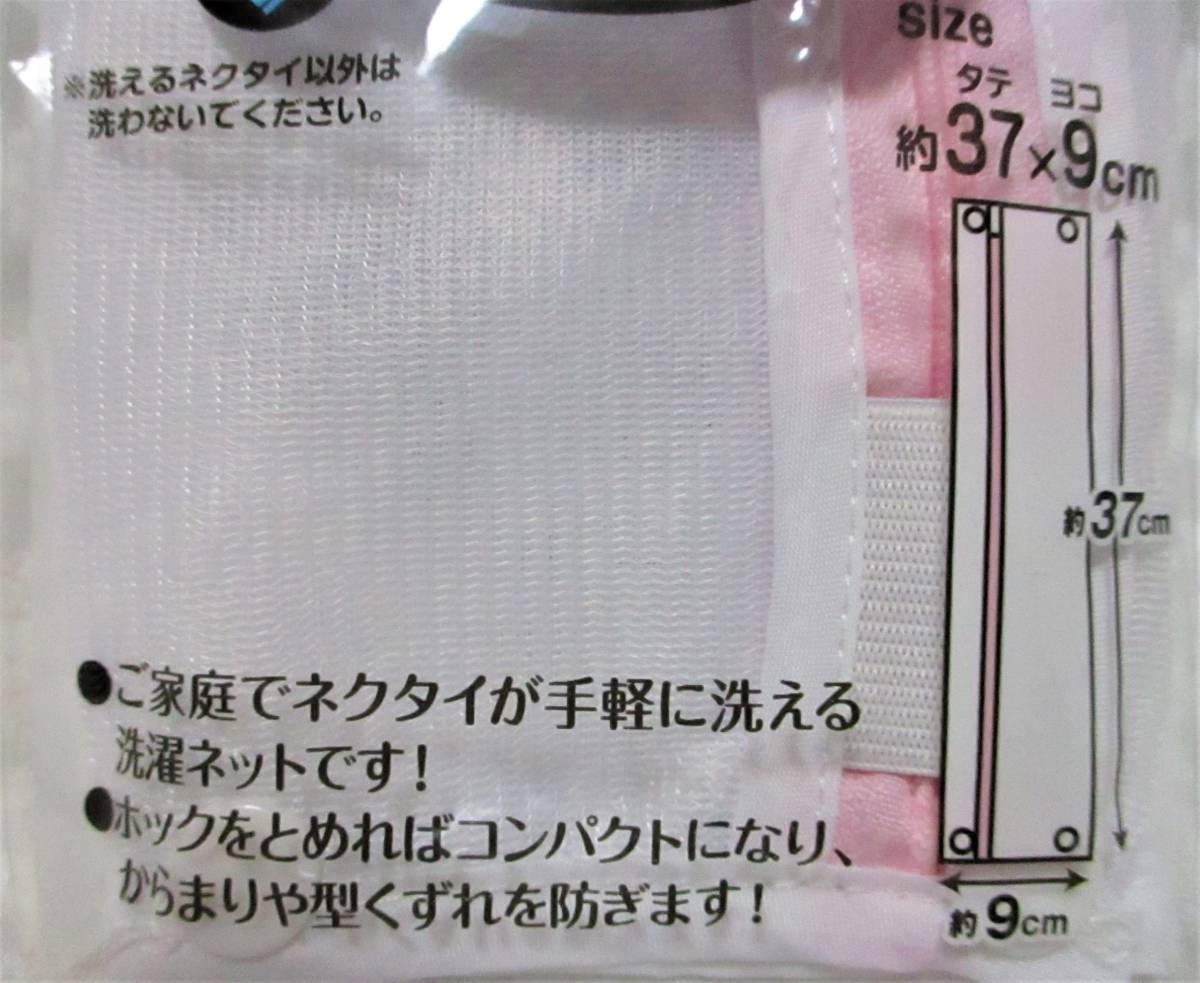 ※洗えるネクタイ以外は
洗わないでください。
size
タテ ヨコ
約37×9cm
約37cm
約9cm
●ご家庭でネクタイが手軽に洗える
洗濯ネットです!
●ホックをとめればコンパクトになり、
からまりや型くずれを防ぎます!